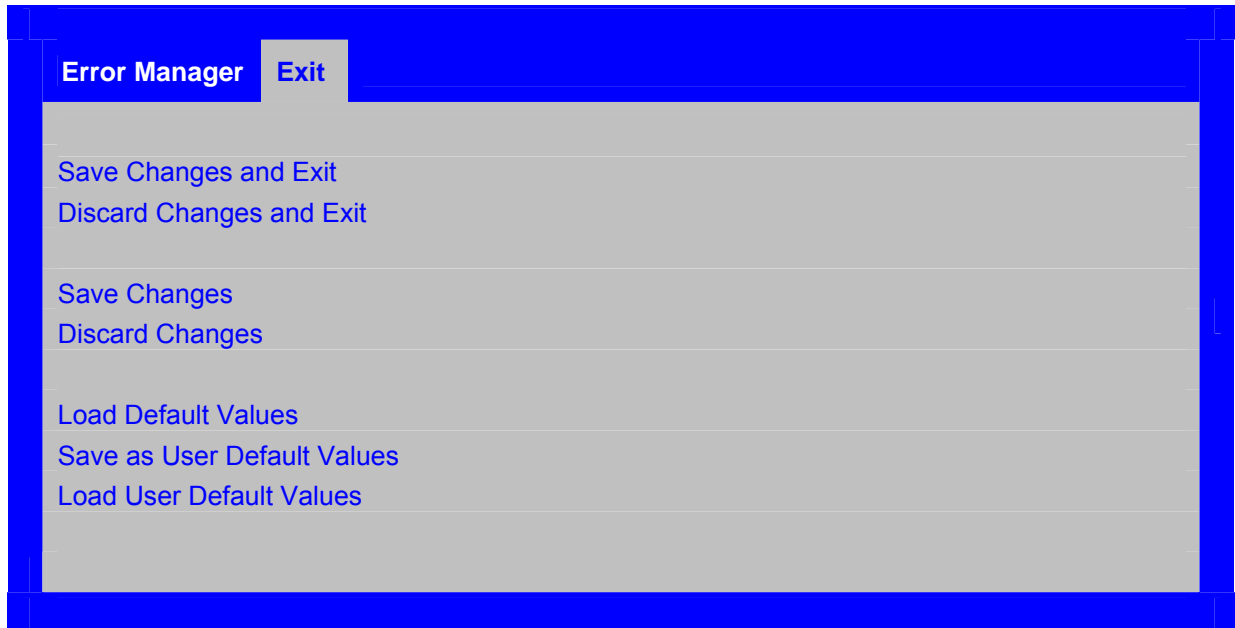 Error Manager Exit
Save Changes and Exit
Discard Changes and Exit
Save Changes
Discard Changes
Load Default Values
Save as User Default Values
Load User Default Values